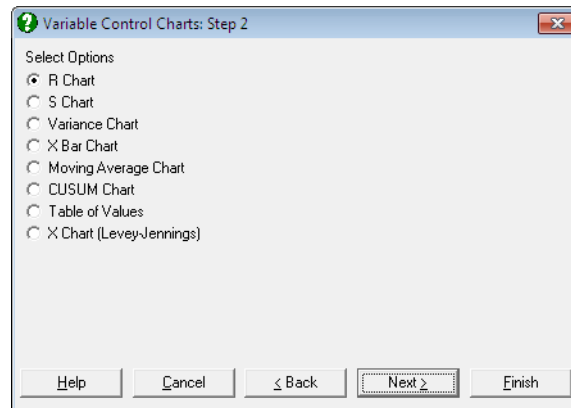 Variable Control Charts: Step 2
Select Options
R Chart
S Chart
Variance Chart
X Bar Chart
Moving Average Chart
CUSUM Chart
Table of Values
X Chart (Levey-Jennings)
Help Cancel < Back Next > Finish